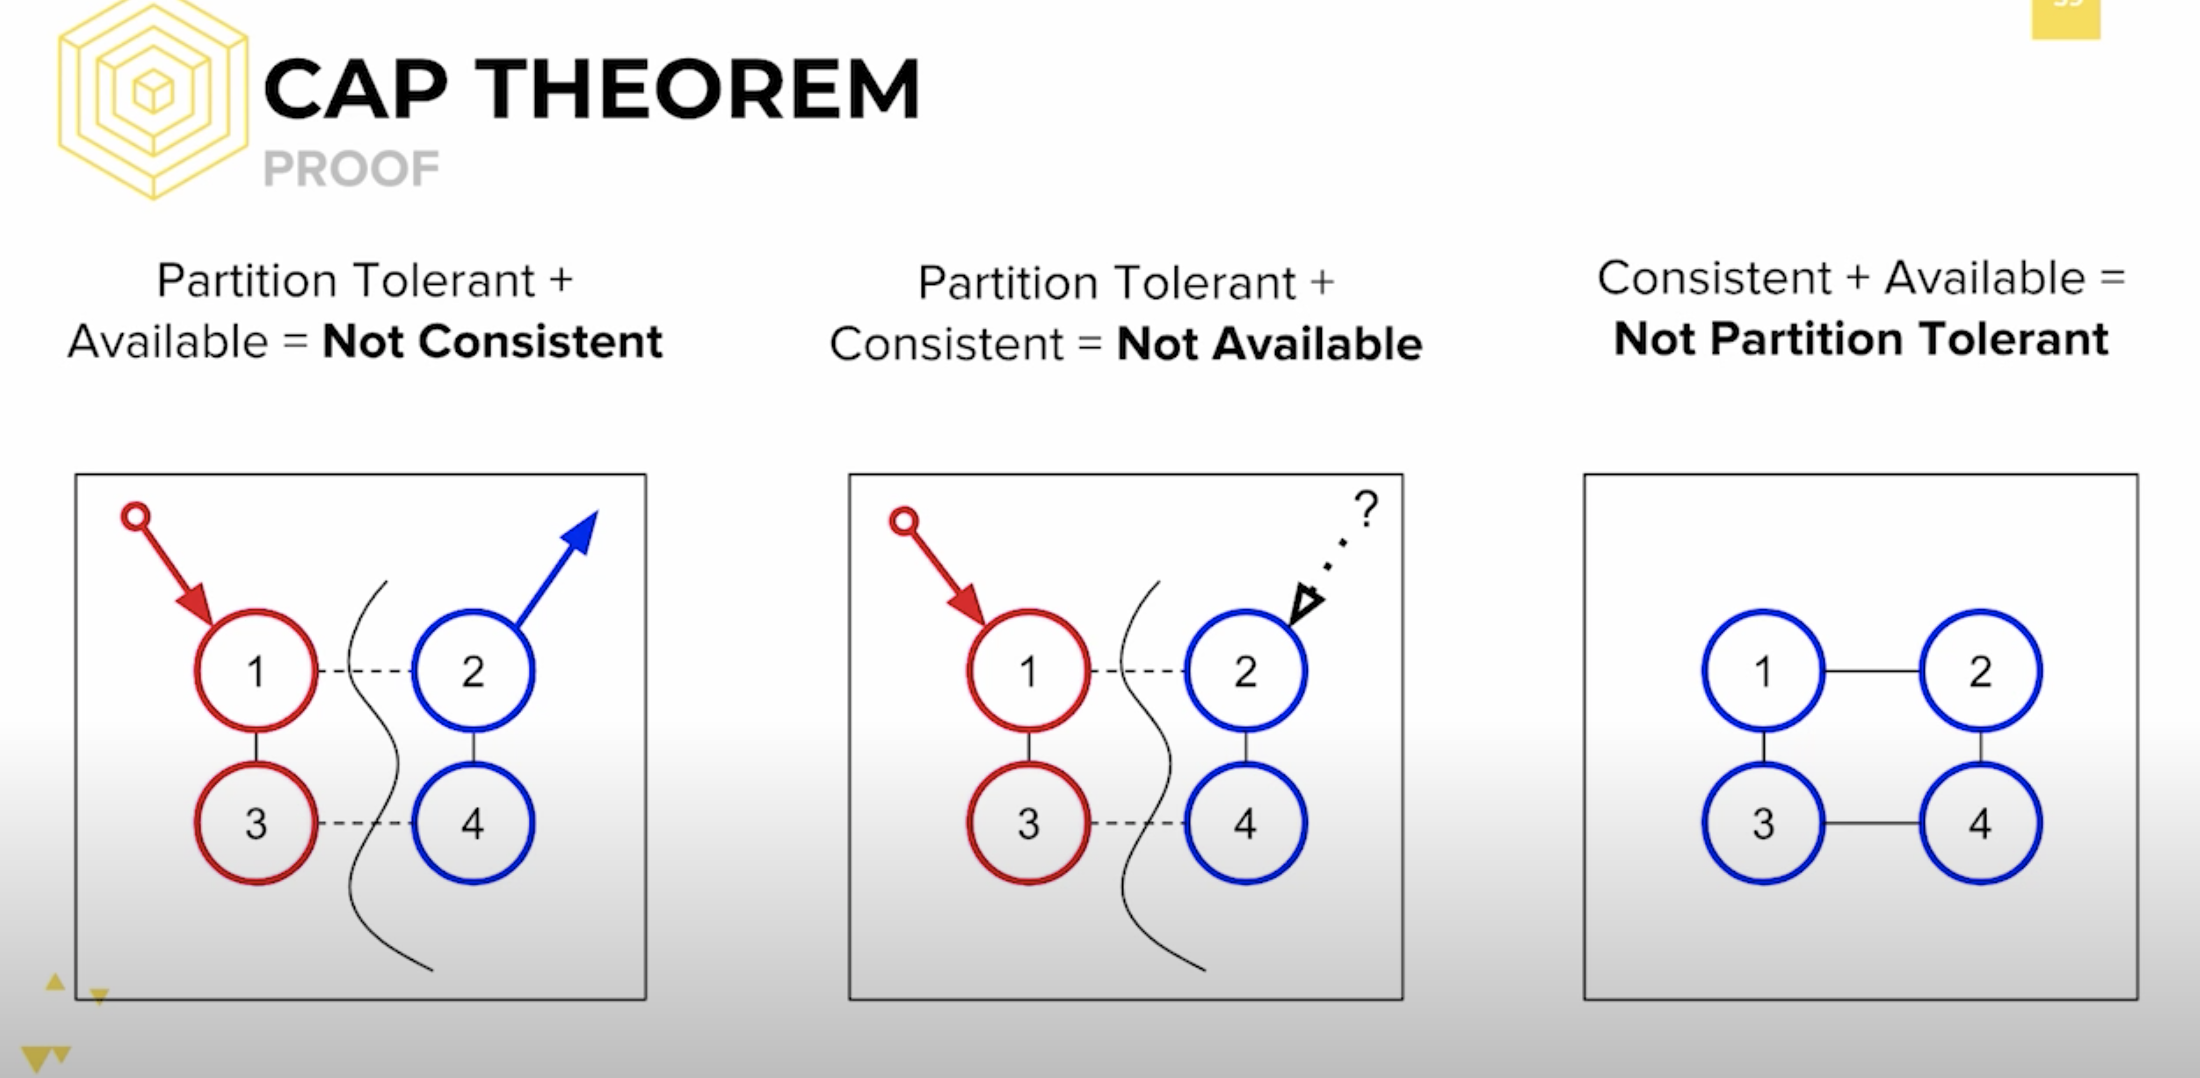 CAP THEOREM
PROOF
Partition Tolerant +
Available = Not Consistent
Partition Tolerant +
Consistent = Not Available
Consistent + Available =
Not Partition Tolerant
1
2
3
4
?
1
2
3
4
1
2
3
4